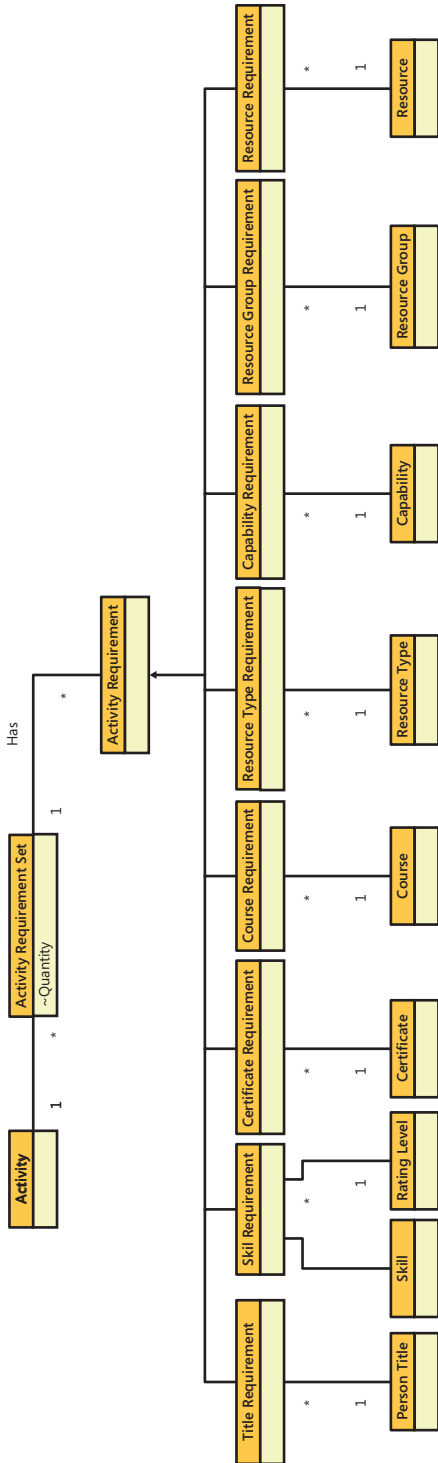 Activity
1
*
Activity Requirement Set
~Quantity
1
Has
*
Activity Requirement
Title Requirement
Skil Requirement
Certificate Requirement
Course Requirement
Resource Type Requirement
Capability Requirement
Resource Group Requirement
Resource Requirement
*
*
*
*
*
*
*
*
1
1
1
1
1
1
1
1
Person Title
Skill
Rating Level
Certificate
Course
Resource Type
Capability
Resource Group
Resource